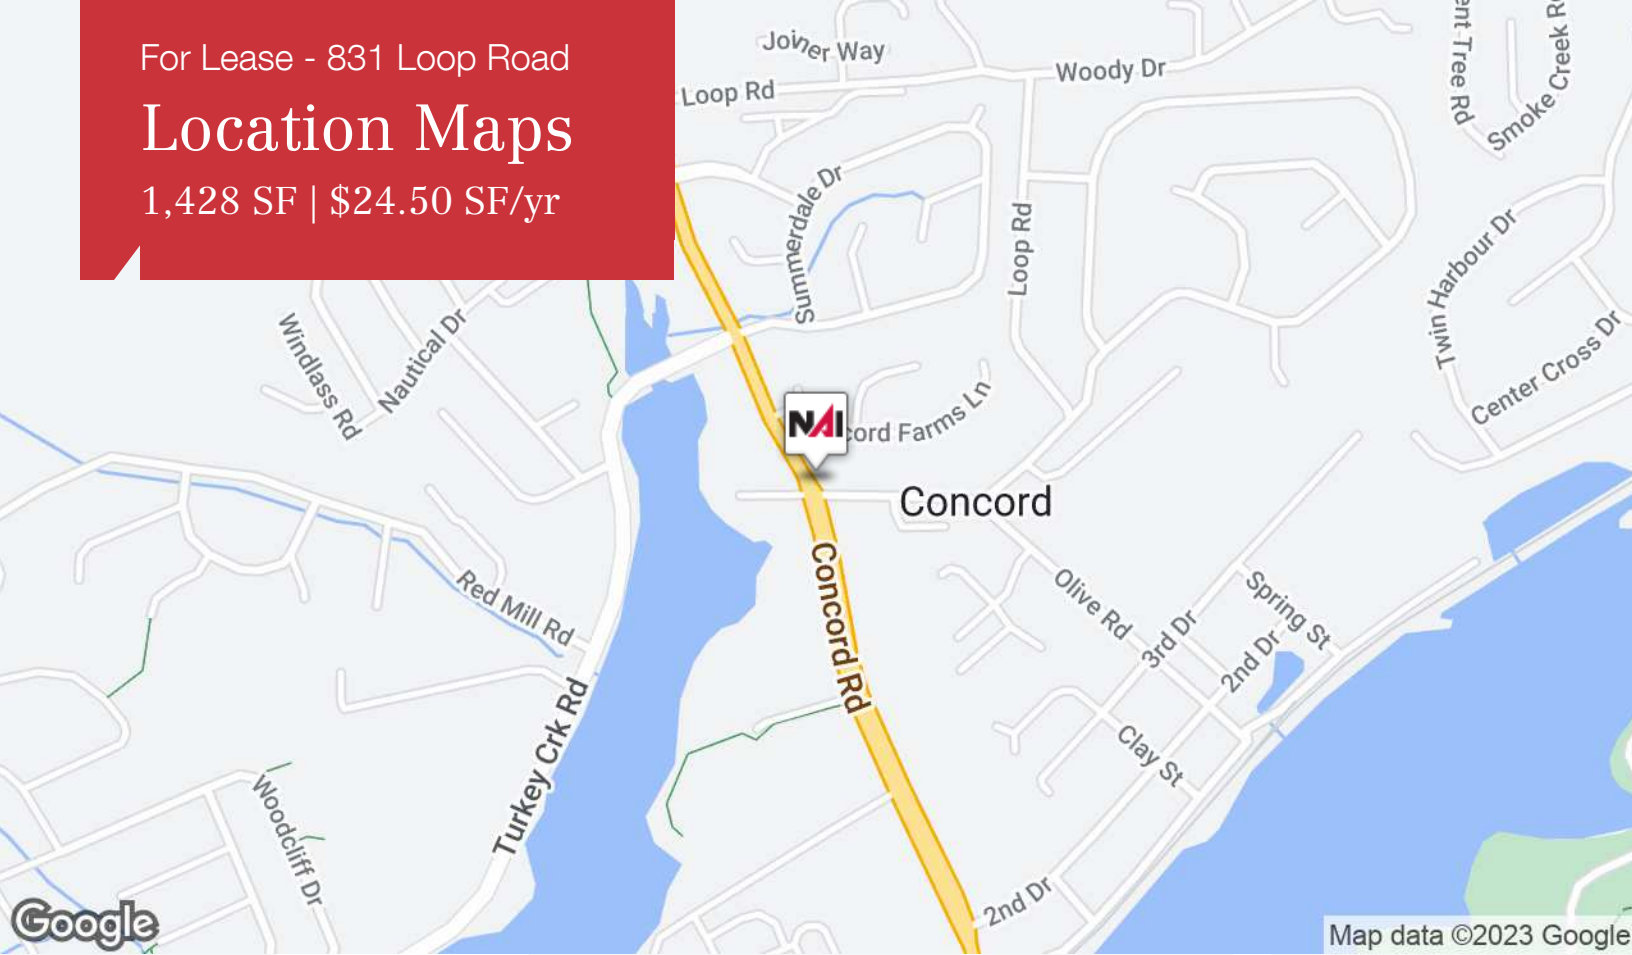 For Lease - 831 Loop Road
Location Maps
1,428 SF | $24.50 SF/yr
Joiner Way
Loop Rd
Woody Dr
Smoke Creek
Summerdale Dr
Loop Rd
Twin Harbour Dr
Center Cross Dr
Windlass Rd
Nautical Dr
NAI
Farms Ln
Concord
Concord Rd
Red Mill Rd
Olive Rd
3rd Dr
Spring St
2nd Dr
Turkey Crk Rd
Clay St
Woodcliff Dr
2nd Dr
Google
Map data ©2023 Google